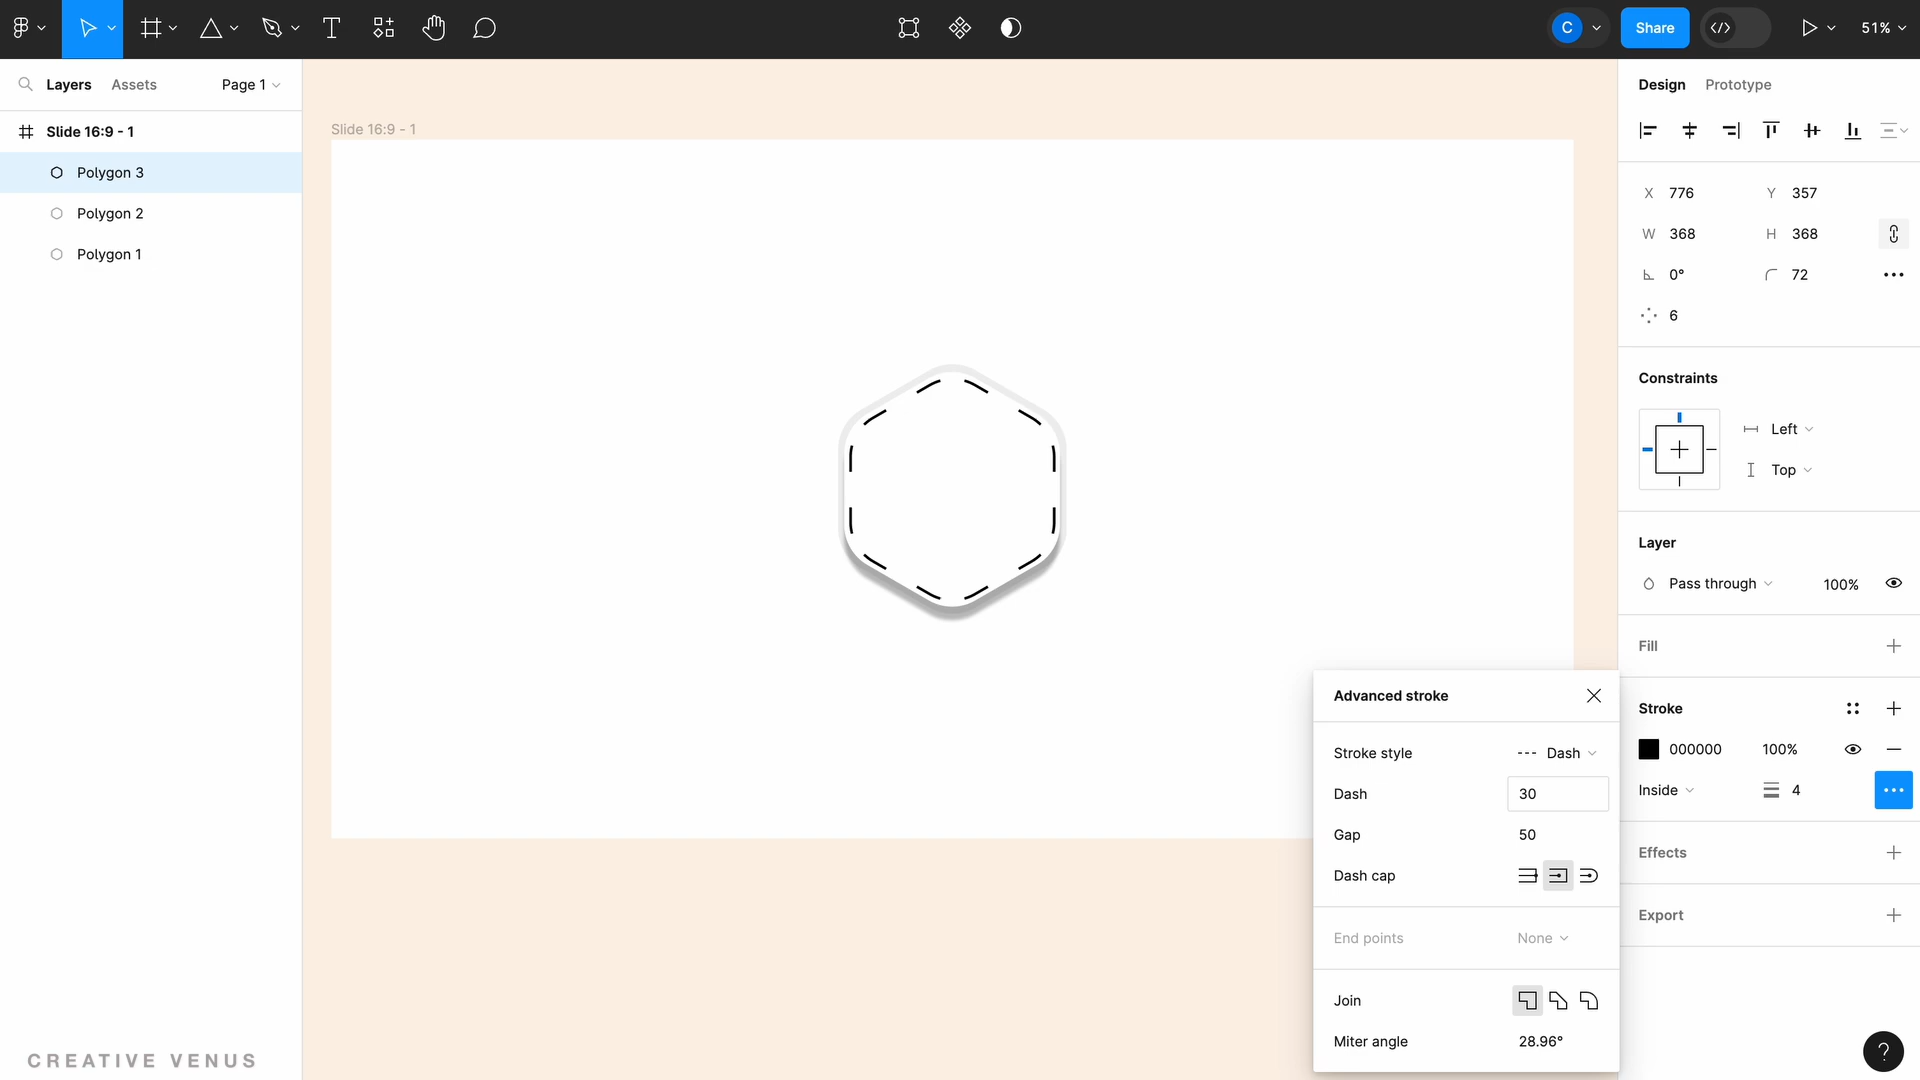 C
Share
51%
Layers
Assets
Page 1
Slide 16:9 - 1
Polygon 3
Polygon 2
Polygon 1
CREATIVE VENUS
Slide 16:9 - 1
Design
Prototype
X 776
Y 357
W 368
H 368
0°
72
6
Constraints
Left
Top
Layer
Pass through
100%
Fill
Stroke
000000
100%
Inside
4
Effects
Export
Advanced stroke
Stroke style
Dash
Dash
30
Gap
50
Dash cap
End points
None
Join
Miter angle
28.96°
?